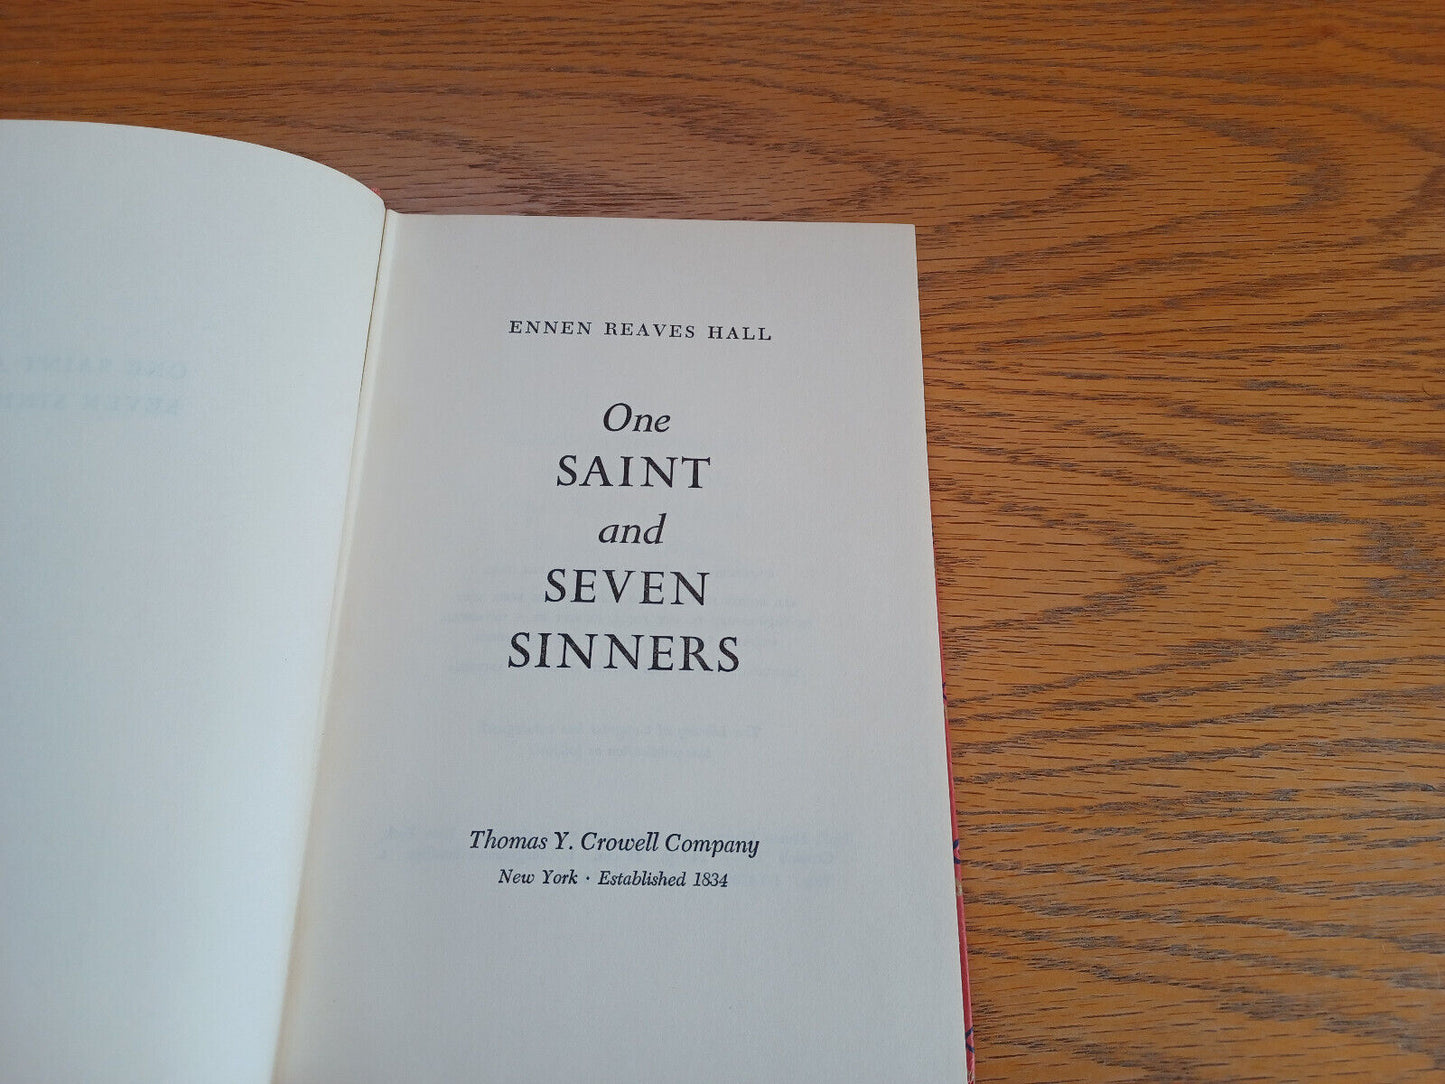 ENNEN REAVES HALL
One
SAINT
and
SEVEN
SINNERS
Thomas Y. Crowell Company
New York · Established 1834